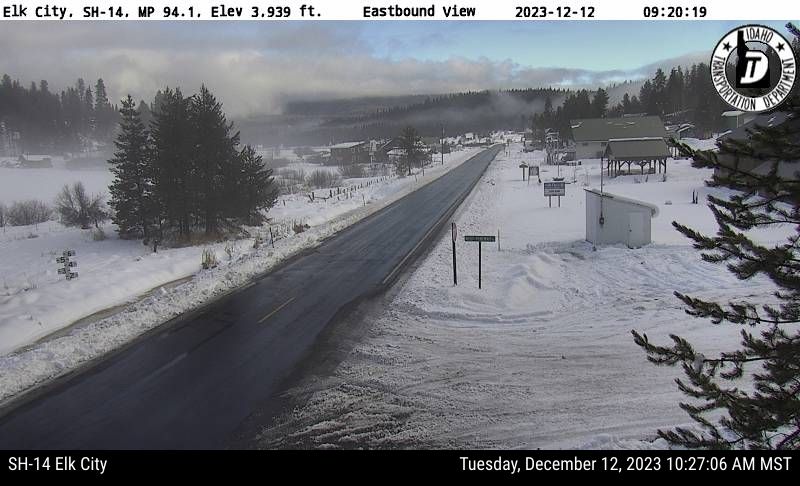 Elk City, SH-14, MP 94.1, Elev 3,939 ft. Eastbound View 2023-12-12 09:20:19
IDAHO
TRANSPORTATION DEPARTMENT
SH-14 Elk City Tuesday, December 12, 2023 10:27:06 AM MST